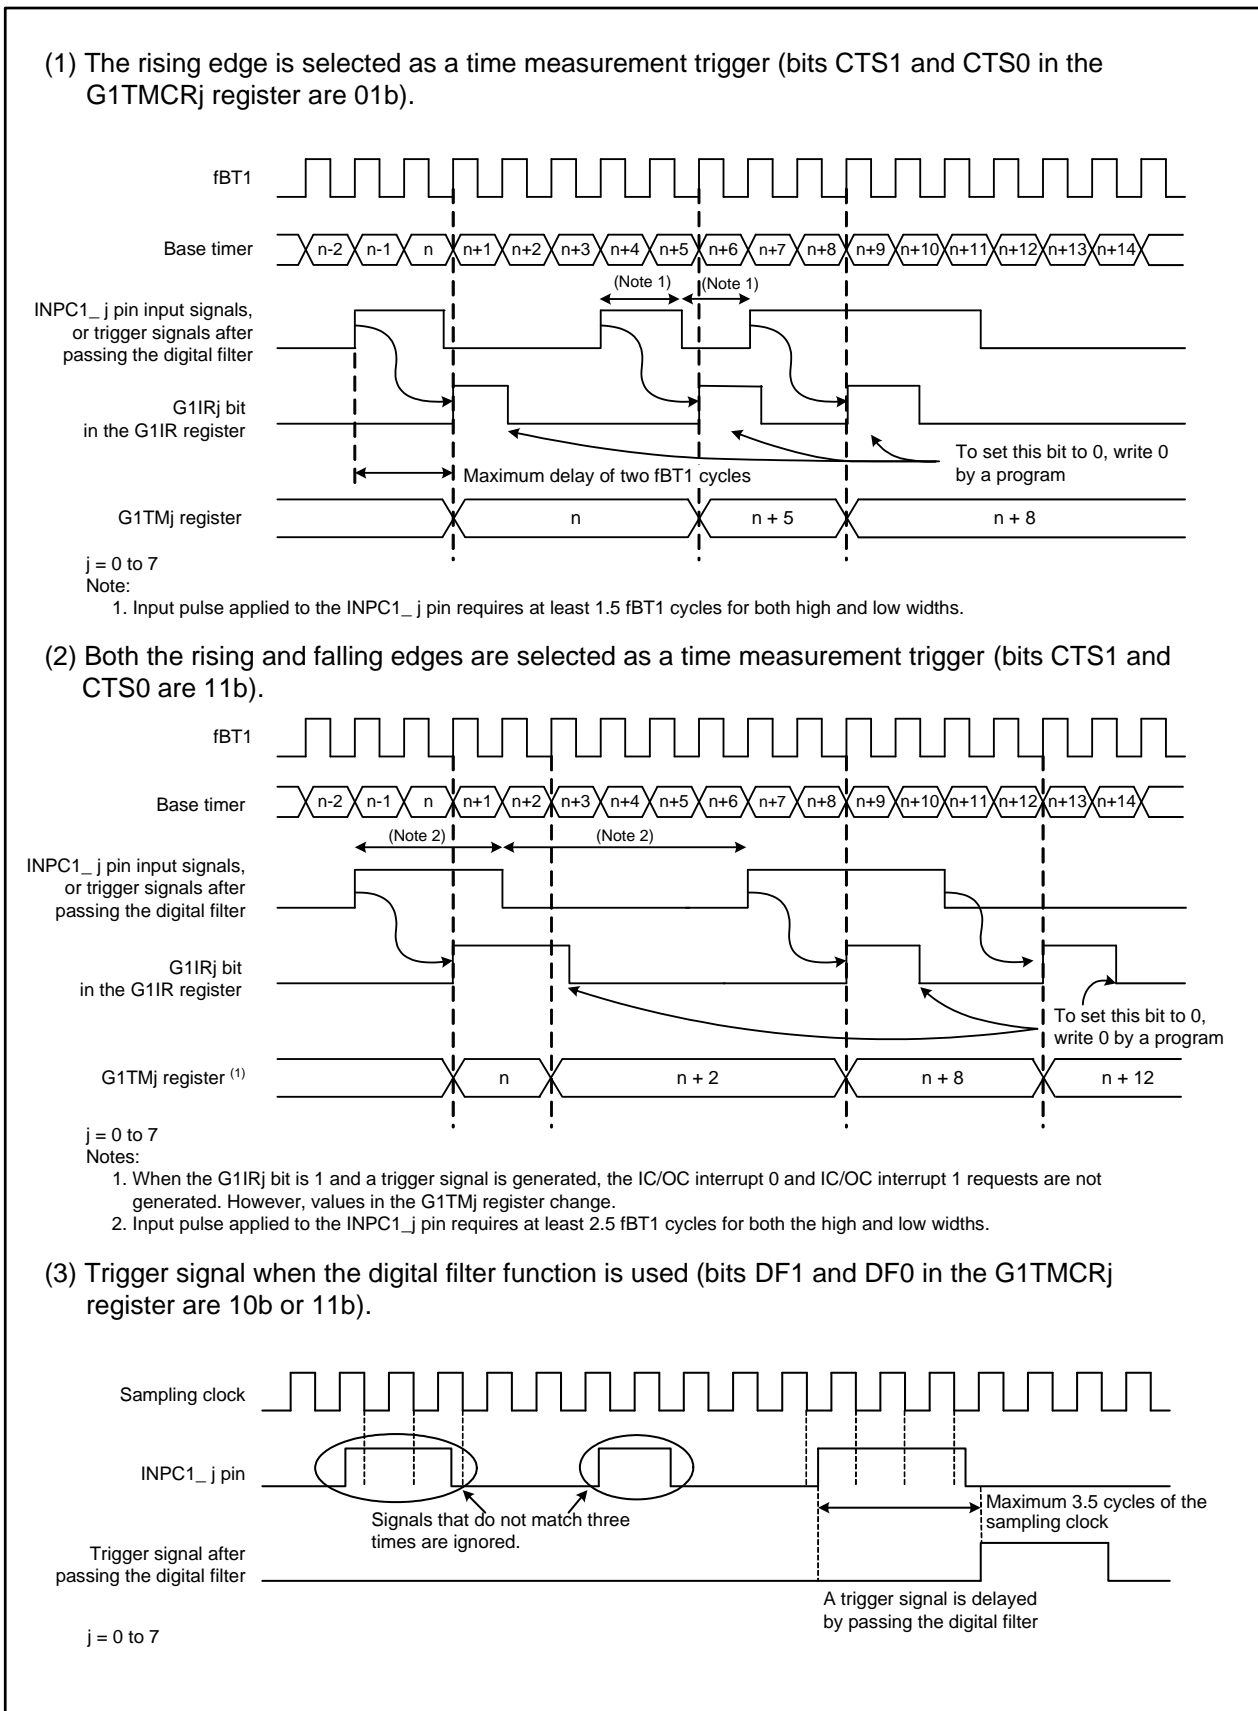 (1) The rising edge is selected as a time measurement trigger (bits CTS1 and CTS0 in the
G1TMCRj register are 01b).
fBT1
Base timer
n-2 n-1 n n+1 n+2 n+3 n+4 n+5 n+6 n+7 n+8 n+9 n+10 n+11 n+12 n+13 n+14
(Note 1) (Note 1)
INPC1_ j pin input signals,
or trigger signals after
passing the digital filter
G1IRj bit
in the G1IR register
To set this bit to 0, write 0
by a program
Maximum delay of two fBT1 cycles
G1TMj register
n n + 5 n + 8
j = 0 to 7
Note:
1. Input pulse applied to the INPC1_ j pin requires at least 1.5 fBT1 cycles for both high and low widths.
(2) Both the rising and falling edges are selected as a time measurement trigger (bits CTS1 and
CTS0 are 11b).
fBT1
Base timer
n-2 n-1 n n+1 n+2 n+3 n+4 n+5 n+6 n+7 n+8 n+9 n+10 n+11 n+12 n+13 n+14
(Note 2) (Note 2)
INPC1_ j pin input signals,
or trigger signals after
passing the digital filter
G1IRj bit
in the G1IR register
To set this bit to 0,
write 0 by a program
G1TMj register (1)
n n + 2 n + 8 n + 12
j = 0 to 7
Notes:
1. When the G1IRj bit is 1 and a trigger signal is generated, the IC/OC interrupt 0 and IC/OC interrupt 1 requests are not
generated. However, values in the G1TMj register change.
2. Input pulse applied to the INPC1_j pin requires at least 2.5 fBT1 cycles for both the high and low widths.
(3) Trigger signal when the digital filter function is used (bits DF1 and DF0 in the G1TMCRj
register are 10b or 11b).
Sampling clock
INPC1_ j pin
Signals that do not match three
times are ignored.
Maximum 3.5 cycles of the
sampling clock
Trigger signal after
passing the digital filter
A trigger signal is delayed
by passing the digital filter
j = 0 to 7